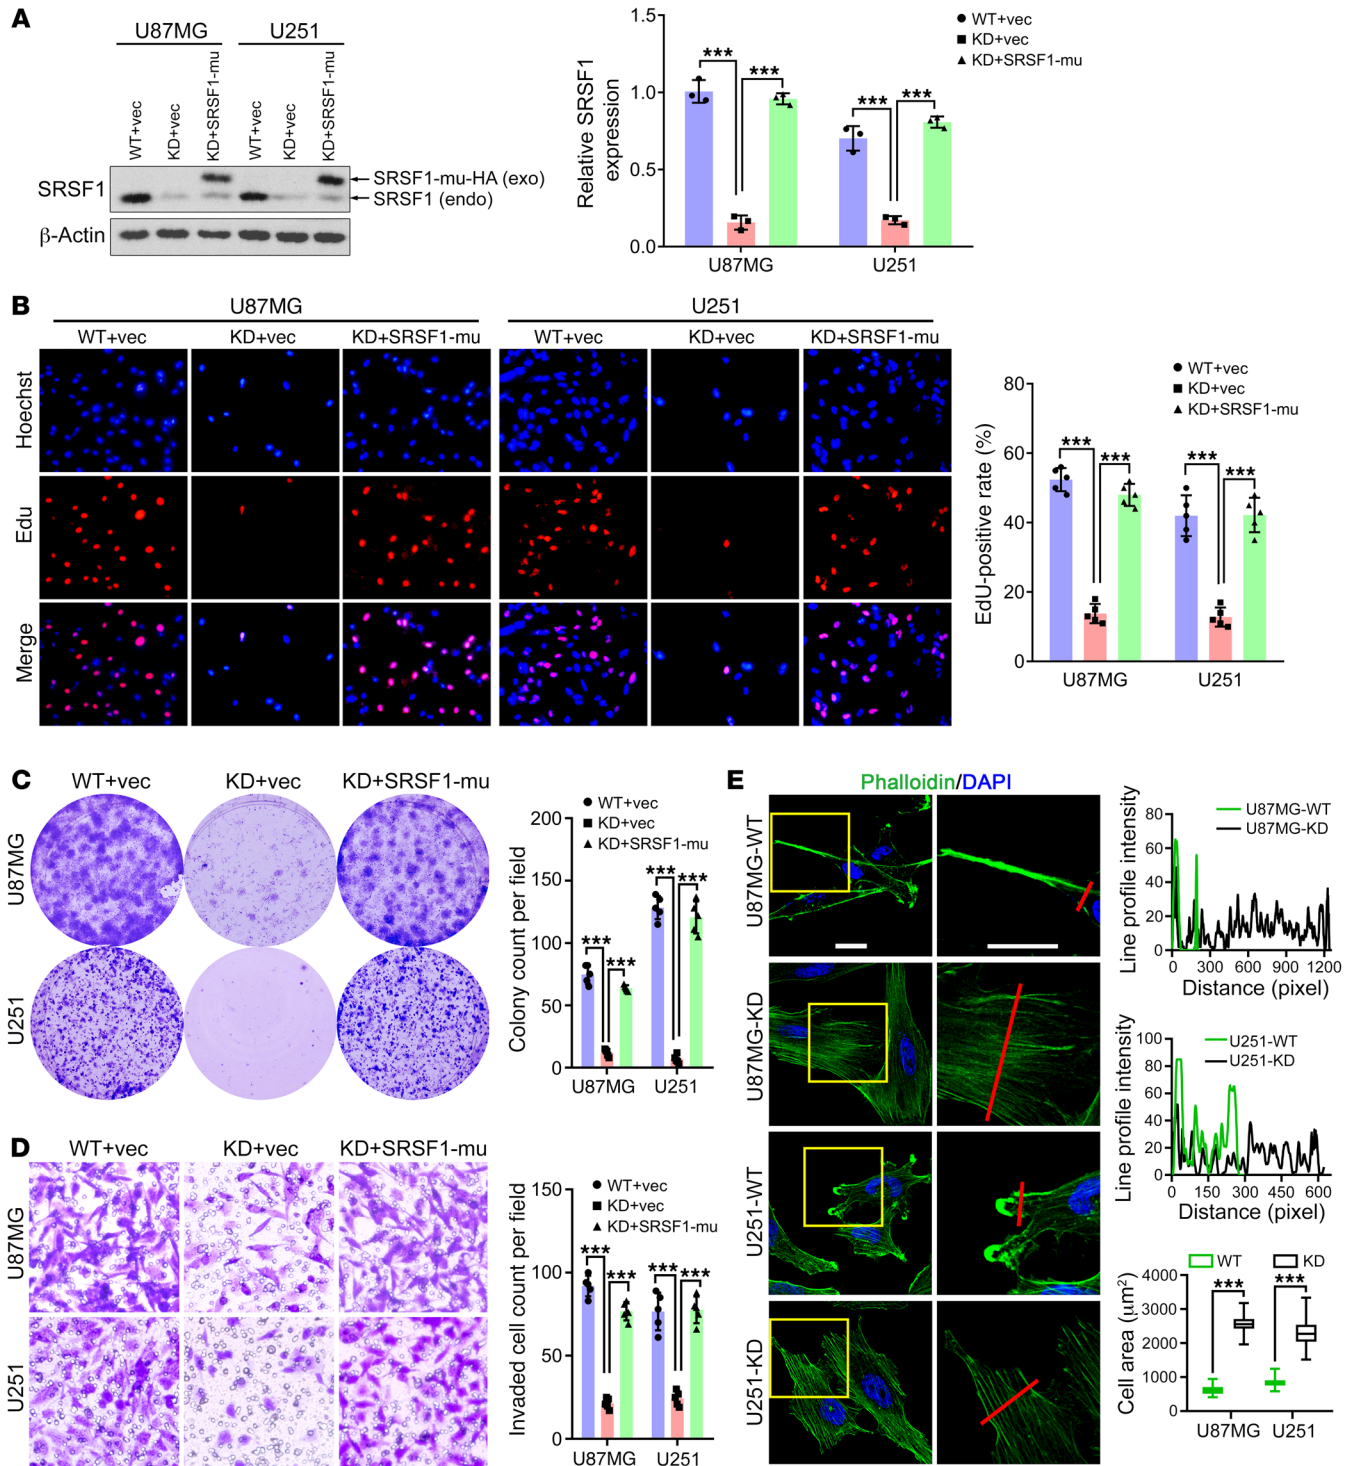 A
U87MG
U251
WT+vec
KD+vec
KD+SRSF1-mu
WT+vec
KD+vec
KD+SRSF1-mu
SRSF1
SRSF1-mu-HA (exo)
SRSF1 (endo)
β-Actin
Relative SRSF1
expression
1.5
1.0
0.5
0.0
WT+vec
KD+vec
KD+SRSF1-mu
*** *** *** ***
U87MG U251
B
U87MG U251
WT+vec KD+vec KD+SRSF1-mu WT+vec KD+vec KD+SRSF1-mu
Hoechst
Edu
Merge
EdU-positive rate (%)
80
60
40
20
0
WT+vec
KD+vec
KD+SRSF1-mu
*** *** *** ***
U87MG U251
C
WT+vec KD+vec KD+SRSF1-mu
U87MG
U251
Colony count per field
200
150
100
50
0
WT+vec
KD+vec
KD+SRSF1-mu
*** *** *** ***
U87MG U251
D
WT+vec KD+vec KD+SRSF1-mu
U87MG
U251
Invaded cell count per field
150
100
50
0
WT+vec
KD+vec
KD+SRSF1-mu
*** *** *** ***
U87MG U251
E
Phalloidin/DAPI
U87MG-WT
U87MG-KD
U251-WT
U251-KD
Line profile intensity
80
60
40
20
0
U87MG-WT
U87MG-KD
0 300 600 900 1200
Distance (pixel)
Line profile intensity
100
80
60
40
20
0
U251-WT
U251-KD
0 150 300 450 600
Distance (pixel)
WT KD
Cell area (μm²)
4000
3000
2000
1000
0
*** ***
U87MG U251